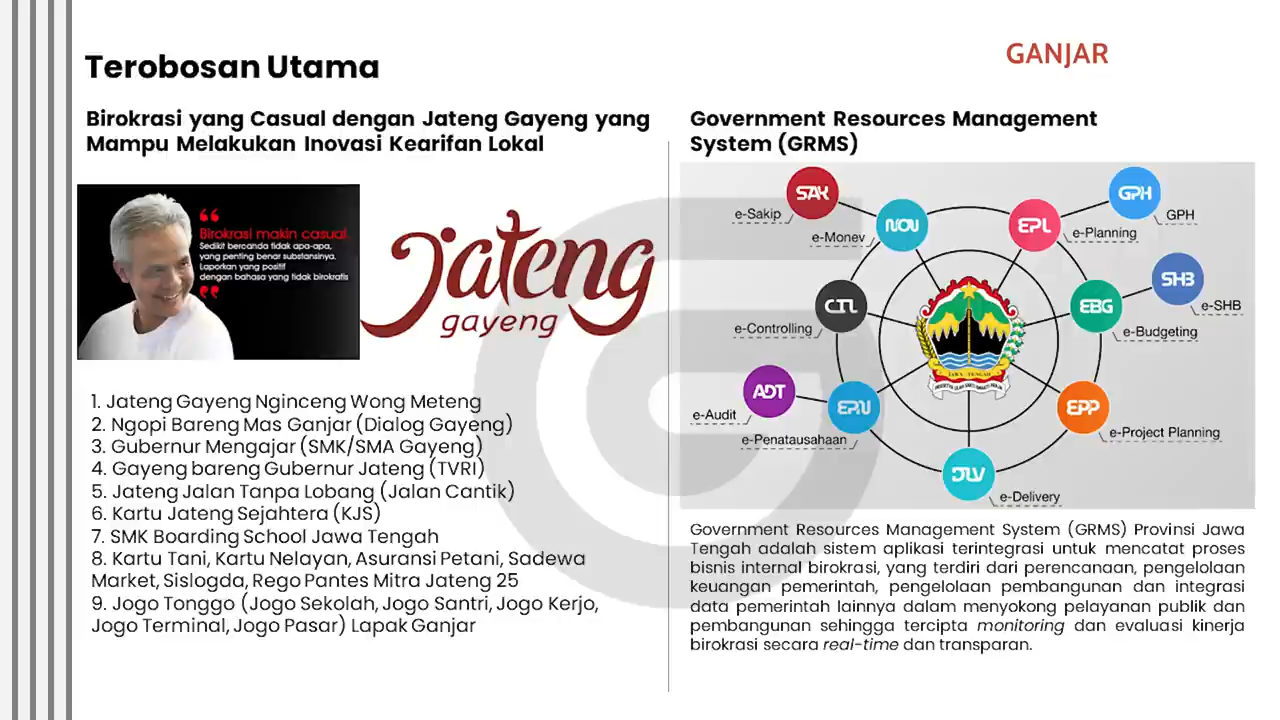 GANJAR
Terobosan Utama
Birokrasi yang Casual dengan Jateng Gayeng yang
Mampu Melakukan Inovasi Kearifan Lokal
“
Birokrasi makin casual
Sedikit bercanda tidak apa-apa,
yang penting benar substansinya.
Laporkan yang positif
dengan bahasa yang tidak birokratis
”
Jateng
gayeng
1. Jateng Gayeng Nginceng Wong Meteng
2. Ngopi Bareng Mas Ganjar (Dialog Gayeng)
3. Gubernur Mengajar (SMK/SMA Gayeng)
4. Gayeng bareng Gubernur Jateng (TVRI)
5. Jateng Jalan Tanpa Lobang (Jalan Cantik)
6. Kartu Jateng Sejahtera (KJS)
7. SMK Boarding School Jawa Tengah
8. Kartu Tani, Kartu Nelayan, Asuransi Petani, Sadewa
Market, Sislogda, Rego Pantes Mitra Jateng 25
9. Jogo Tonggo (Jogo Sekolah, Jogo Santri, Jogo Kerjo,
Jogo Terminal, Jogo Pasar) Lapak Ganjar
Government Resources Management
System (GRMS)
SAK
e-Sakip
MOV
e-Monev
EPL
e-Planning
GPH
GPH
CTL
e-Controlling
EBG
e-Budgeting
SHB
e-SHB
ADT
e-Audit
EPN
e-Penatausahaan
EPP
e-Project Planning
DLV
e-Delivery
JAWA TENGAH
Government Resources Management System (GRMS) Provinsi Jawa
Tengah adalah sistem aplikasi terintegrasi untuk mencatat proses
bisnis internal birokrasi, yang terdiri dari perencanaan, pengelolaan
keuangan pemerintah, pengelolaan pembangunan dan integrasi
data pemerintah lainnya dalam menyokong pelayanan publik dan
pembangunan sehingga tercipta monitoring dan evaluasi kinerja
birokrasi secara real-time dan transparan.